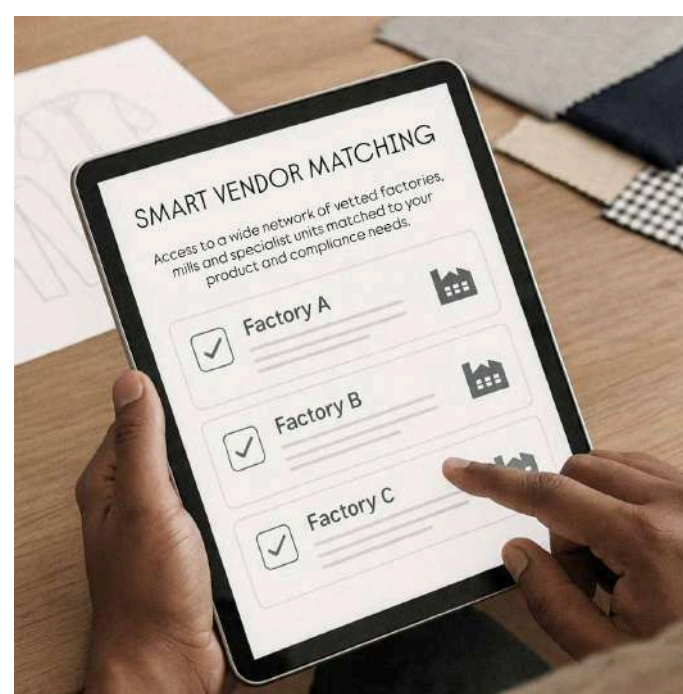 SMART VENDOR MATCHING
Access to a wide network of vetted factories,
mills and specialist units matched to your
product and compliance needs.
Factory A
Factory B
Factory C